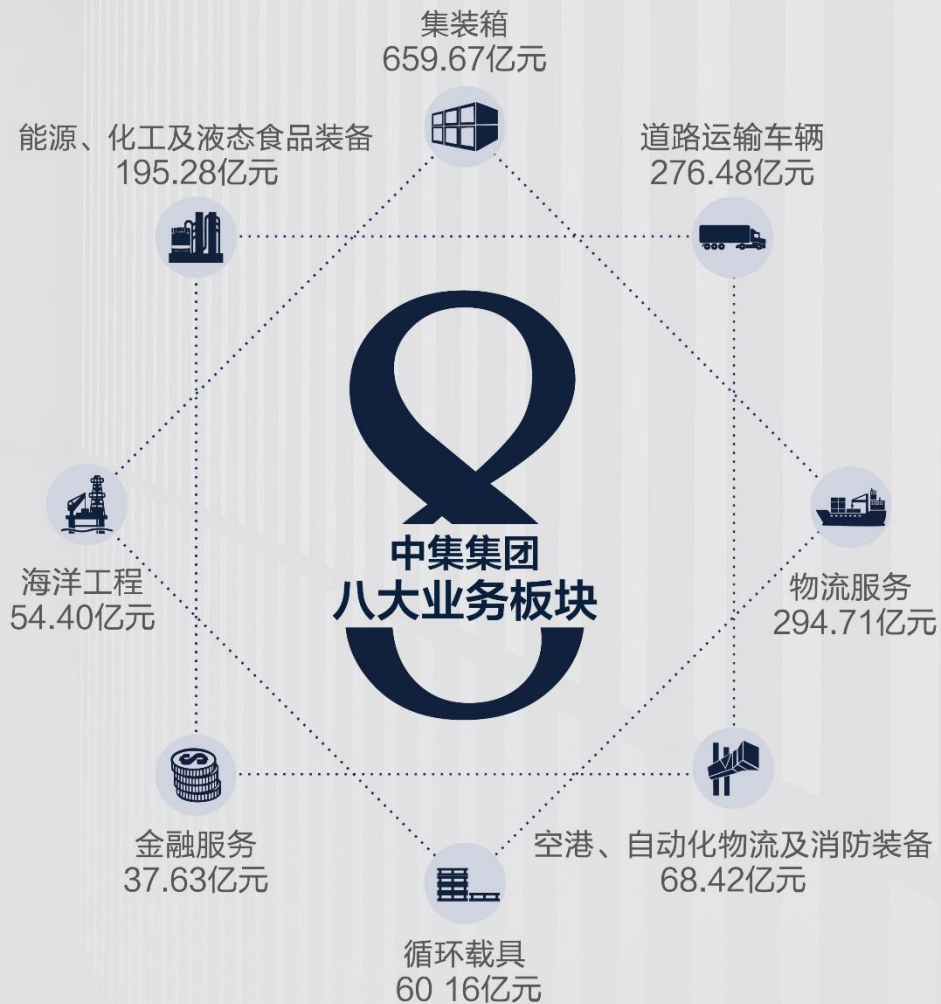 集装箱
659.67亿元
能源、化工及液态食品装备
195.28亿元
道路运输车辆
276.48亿元
中集集团
八大业务板块
海洋工程
54.40亿元
物流服务
294.71亿元
金融服务
37.63亿元
空港、自动化物流及消防装备
68.42亿元
循环载具
60 16亿元